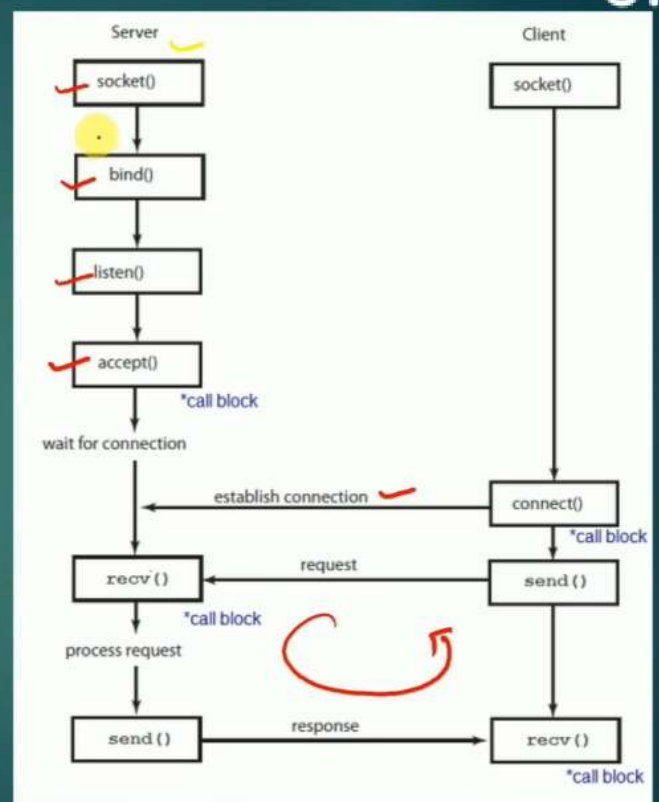 Server
Client
socket()
socket()
bind()
listen()
accept()
*call block
wait for connection
establish connection
connect()
*call block
recv()
request
send()
*call block
process request
send()
response
recv()
*call block